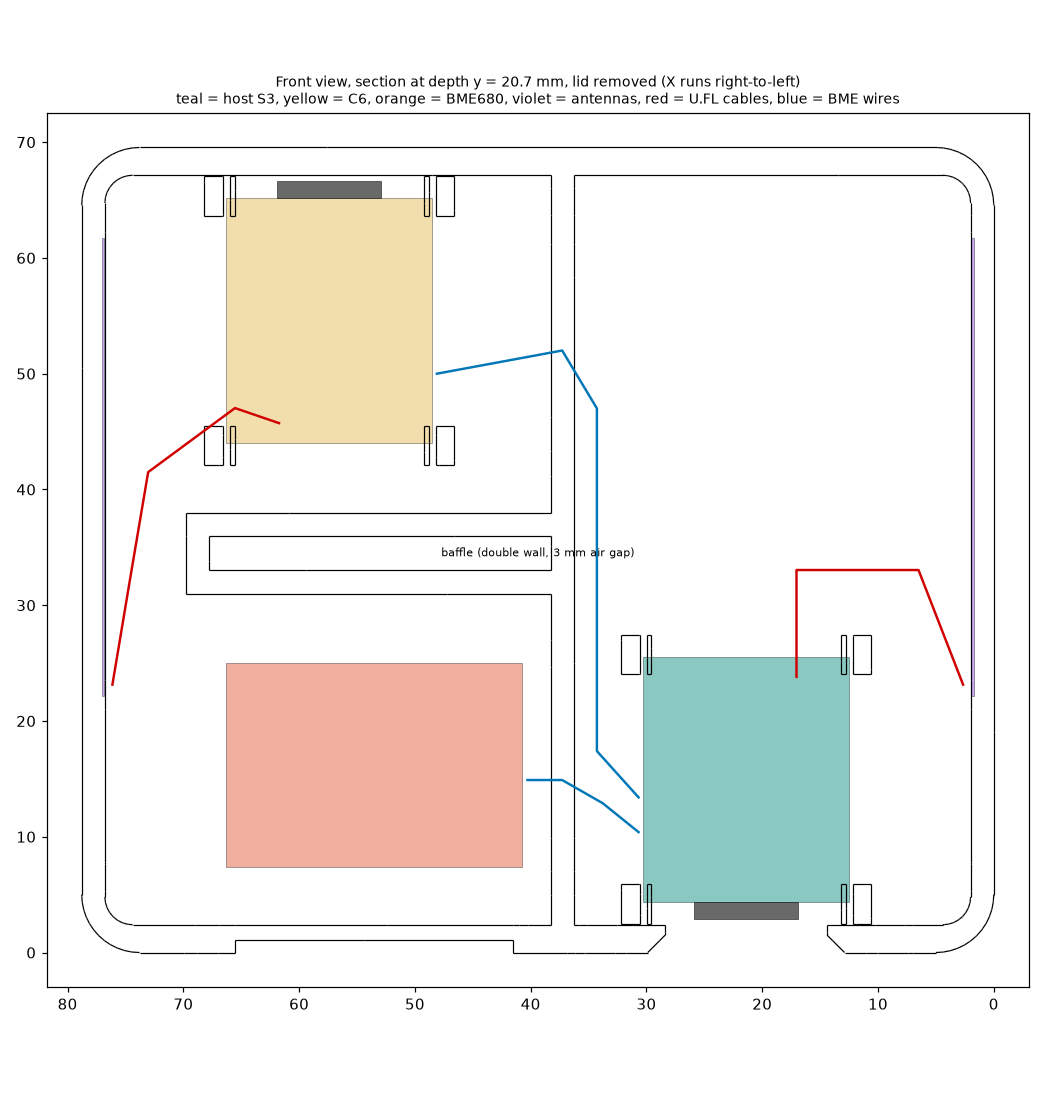 Front view, section at depth y = 20.7 mm, lid removed (X runs right-to-left)
teal = host S3, yellow = C6, orange = BME680, violet = antennas, red = U.FL cables, blue = BME wires
70
60
50
40
baffle (double wall, 3 mm air gap)
30
20
10
0
80 70 60 50 40 30 20 10 0